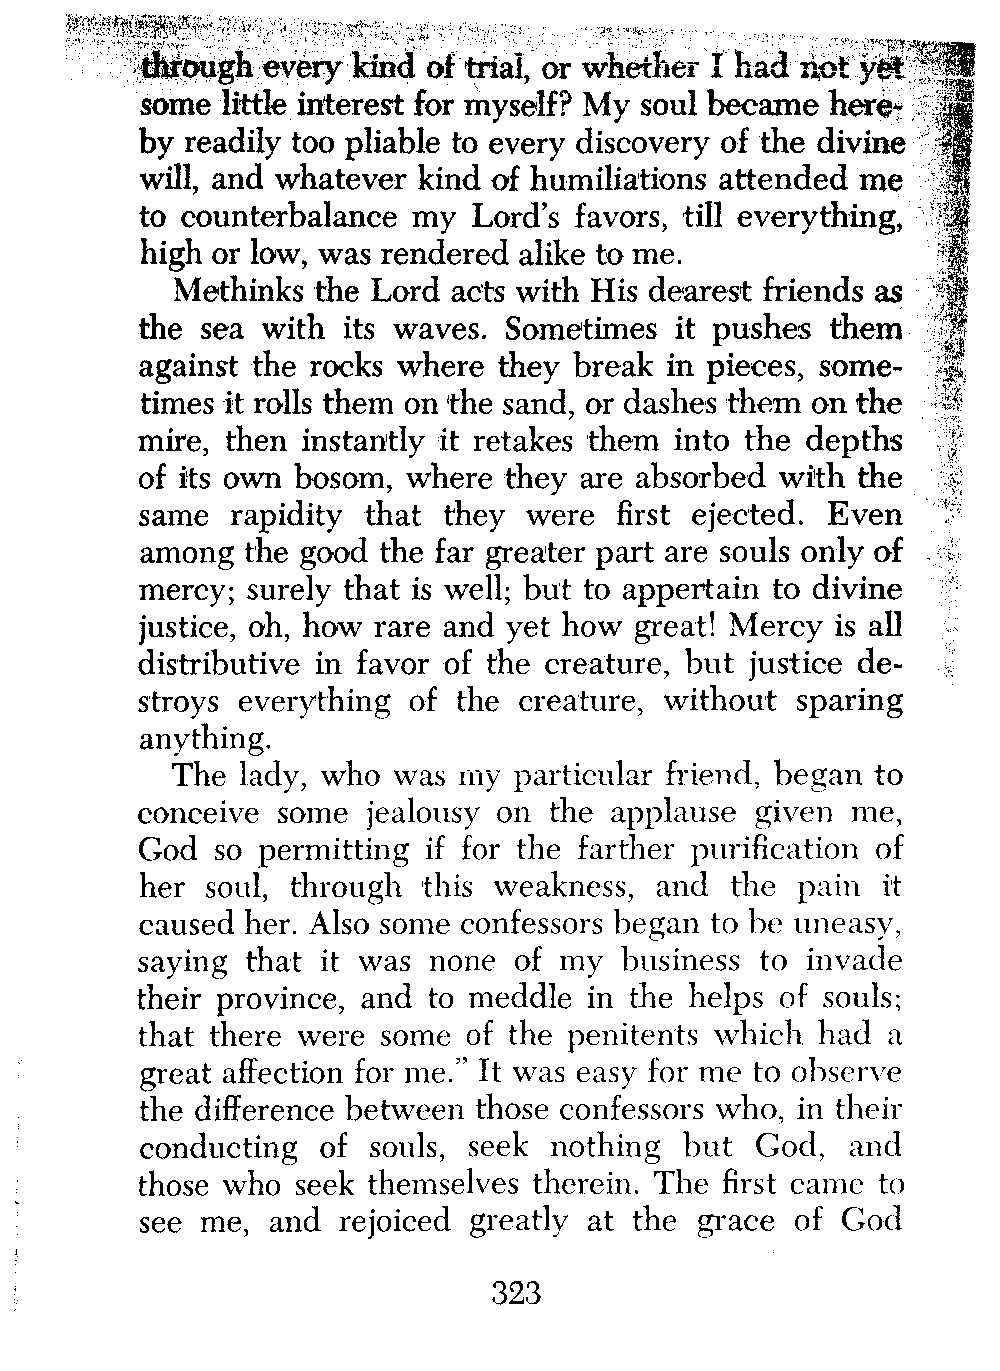 through every kind of trial, or whether I had not yet
some little interest for myself? My soul became here-
by readily too pliable to every discovery of the divine
will, and whatever kind of humiliations attended me
to counterbalance my Lord's favors, till everything,
high or low, was rendered alike to me.
Methinks the Lord acts with His dearest friends as
the sea with its waves. Sometimes it pushes them
against the rocks where they break in pieces, some-
times it rolls them on the sand, or dashes them on the
mire, then instantly it retakes them into the depths
of its own bosom, where they are absorbed with the
same rapidity that they were first ejected. Even
among the good the far greater part are souls only of
mercy; surely that is well; but to appertain to divine
justice, oh, how rare and yet how great! Mercy is all
distributive in favor of the creature, but justice de-
stroys everything of the creature, without sparing
anything.
The lady, who was my particular friend, began to
conceive some jealousy on the applause given me,
God so permitting if for the farther purification of
her soul, through this weakness, and the pain it
caused her. Also some confessors began to be uneasy,
saying that it was none of my business to invade
their province, and to meddle in the helps of souls;
that there were some of the penitents which had a
great affection for me." It was easy for me to observe
the difference between those confessors who, in their
conducting of souls, seek nothing but God, and
those who seek themselves therein. The first came to
see me, and rejoiced greatly at the grace of God
323